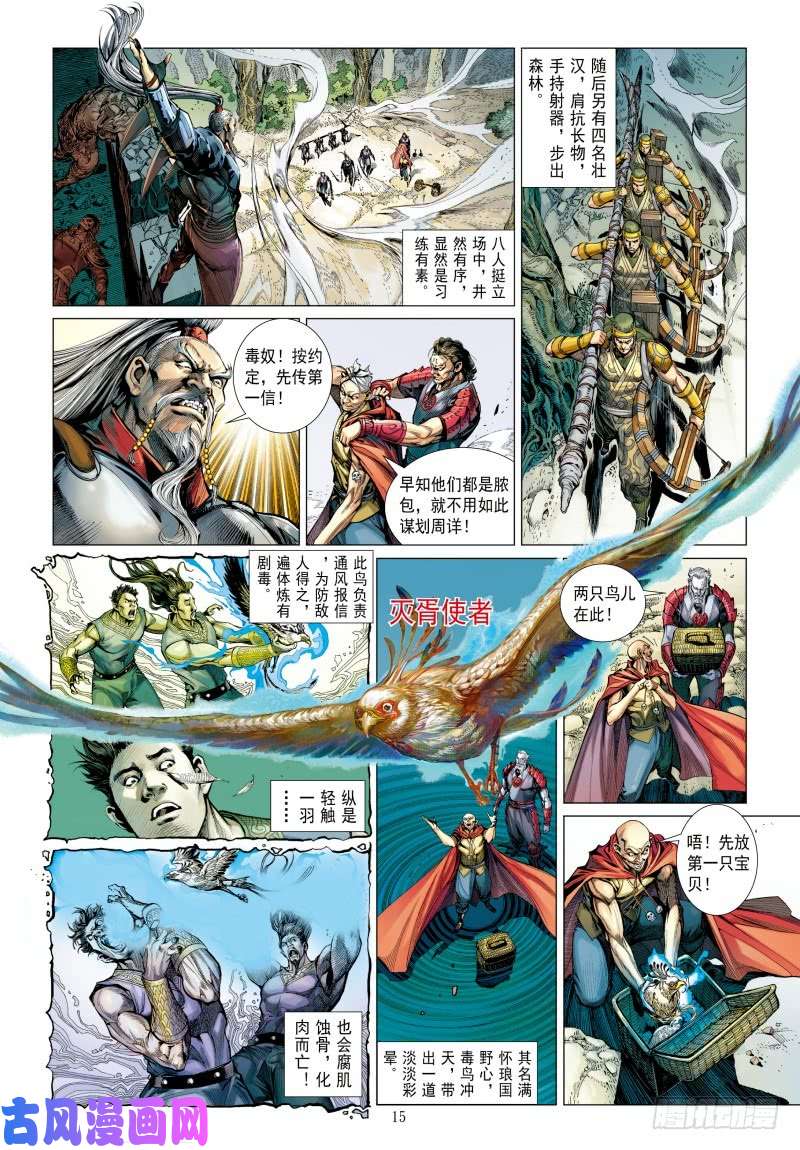 随后另有四名壮
汉，肩抗长物，
手持射器，步出
森林。
八人挺立
场中，井
然有序，
显然是习
练有素。
毒奴！按约
定，先传第
一信！
早知他们都是脓
包，就不用如此
谋划周详！
此鸟负责
通风报信
，为防敌
人得之，
遍体炼有
剧毒。
灭胥使者
两只鸟儿
在此！
纵是
轻触
一羽
……
唔！先放
第一只宝
贝！
也会腐肌
蚀骨，化
肉而亡！
其名满
怀琅国
野心，
毒鸟冲
天，带
出一道
淡淡彩
晕。
15
古风漫画网
腾讯动漫